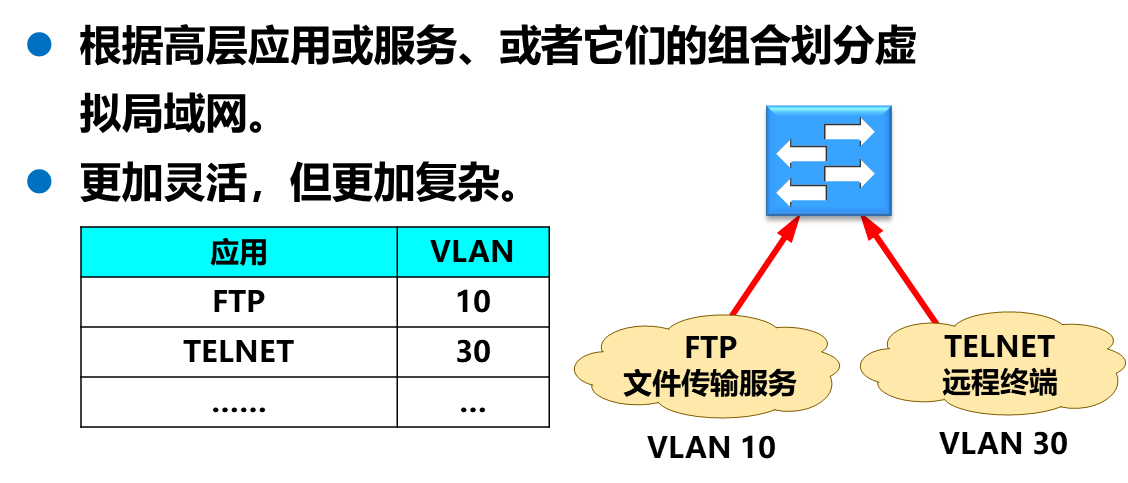 根据高层应用或服务、或者它们的组合划分虚
拟局域网。
更加灵活，但更加复杂。
应用 VLAN
FTP 10
TELNET 30
…… …
FTP
文件传输服务
VLAN 10
TELNET
远程终端
VLAN 30